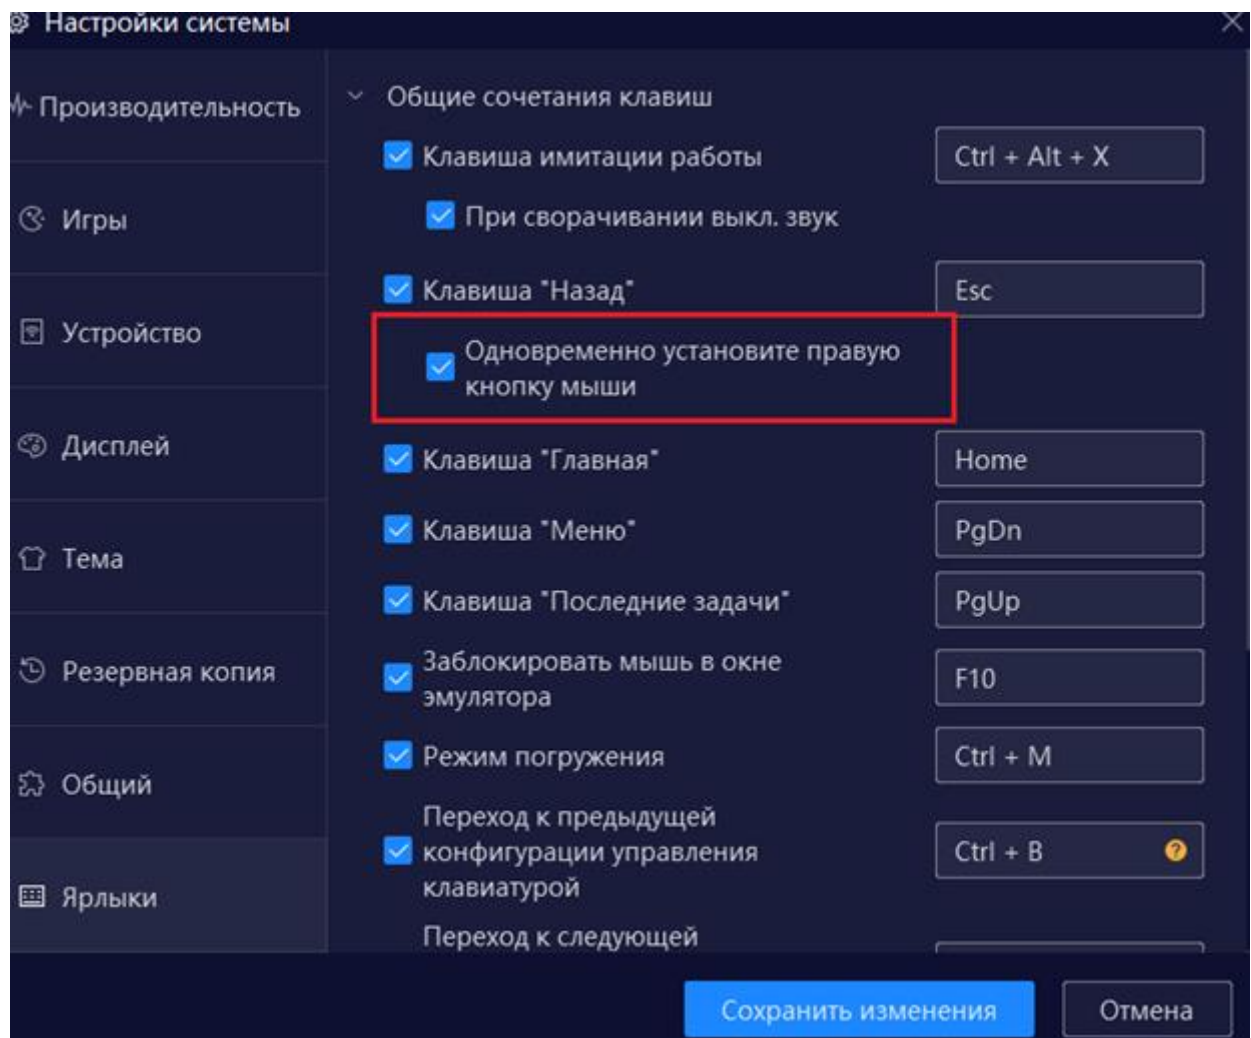 Настройки системы
Производительность
Игры
Устройство
Дисплей
Тема
Резервная копия
Общий
Ярлыки
Общие сочетания клавиш
Клавиша имитации работы
Ctrl + Alt + X
При сворачивании выкл. звук
Клавиша "Назад"
Esc
Одновременно установите правую
кнопку мыши
Клавиша "Главная"
Home
Клавиша "Меню"
PgDn
Клавиша "Последние задачи"
PgUp
Заблокировать мышь в окне
эмулятора
F10
Режим погружения
Ctrl + M
Переход к предыдущей
конфигурации управления
клавиатурой
Ctrl + B
?
Переход к следующей
Сохранить изменения
Отмена